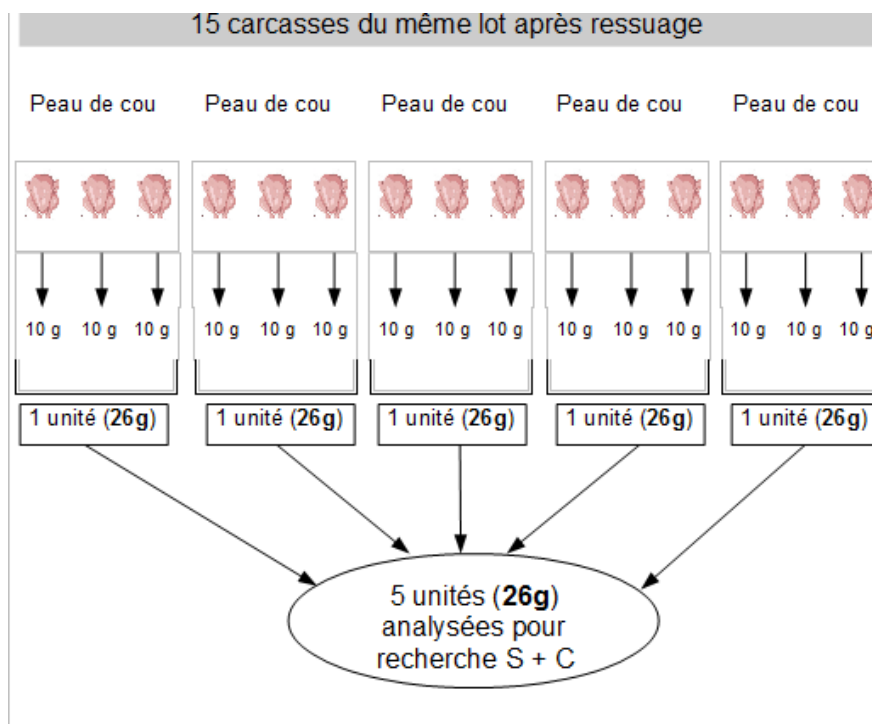 15 carcasses du même lot après ressuage
Peau de cou Peau de cou Peau de cou Peau de cou Peau de cou
10 g 10 g 10 g 10 g 10 g 10 g 10 g 10 g 10 g 10 g 10 g 10 g 10 g 10 g 10 g
1 unité (26g) 1 unité (26g) 1 unité (26g) 1 unité (26g) 1 unité (26g)
5 unités (26g)
analysées pour
recherche S + C